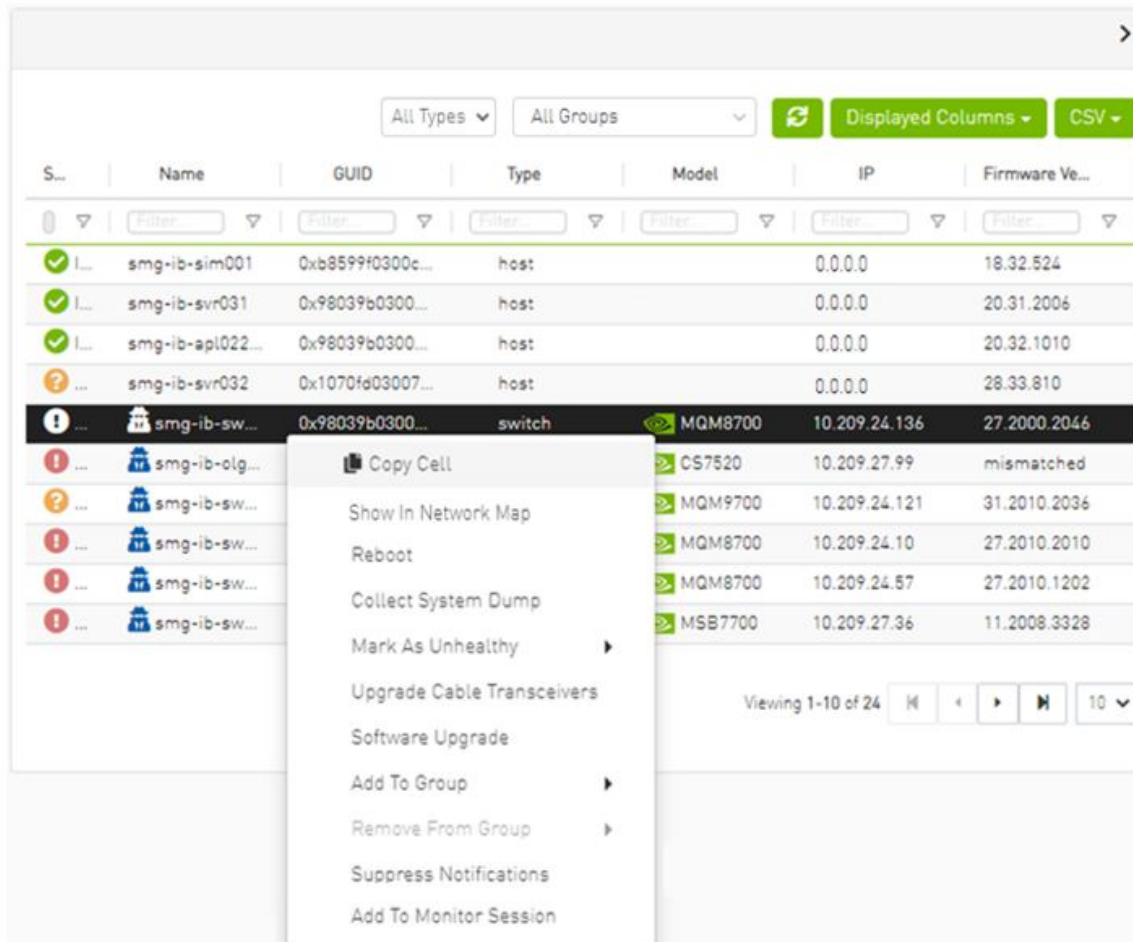 All Types All Groups Displayed Columns CSV
S... Name GUID Type Model IP Firmware Ve...
Filter... Filter... Filter... Filter... Filter... Filter...
I... smg-ib-sim001 0xb8599f0300c... host 0.0.0.0 18.32.524
I... smg-ib-svr031 0x98039b0300... host 0.0.0.0 20.31.2006
I... smg-ib-apl022... 0x98039b0300... host 0.0.0.0 20.32.1010
... smg-ib-svr032 0x1070fd03007... host 0.0.0.0 28.33.810
... smg-ib-sw... 0x98039b0300... switch MQM8700 10.209.24.136 27.2000.2046
... smg-ib-olg... CS7520 10.209.27.99 mismatched
... smg-ib-sw... MQM9700 10.209.24.121 31.2010.2036
... smg-ib-sw... MQM8700 10.209.24.10 27.2010.2010
... smg-ib-sw... MQM8700 10.209.24.57 27.2010.1202
... smg-ib-sw... MSB7700 10.209.27.36 11.2008.3328
Copy Cell
Show In Network Map
Reboot
Collect System Dump
Mark As Unhealthy
Upgrade Cable Transceivers
Software Upgrade
Add To Group
Remove From Group
Suppress Notifications
Add To Monitor Session
Viewing 1-10 of 24 10